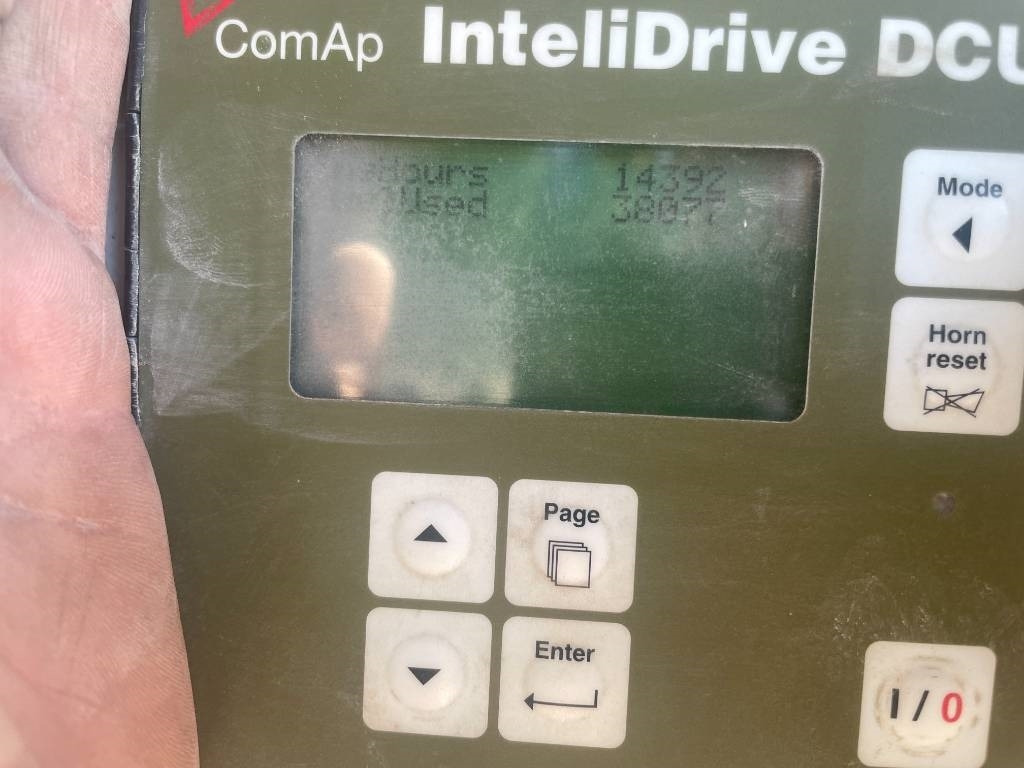 ComAp InteliDrive DCU
Hours 14392
Used 38077
Mode
Horn
reset
Page
Enter
I / 0